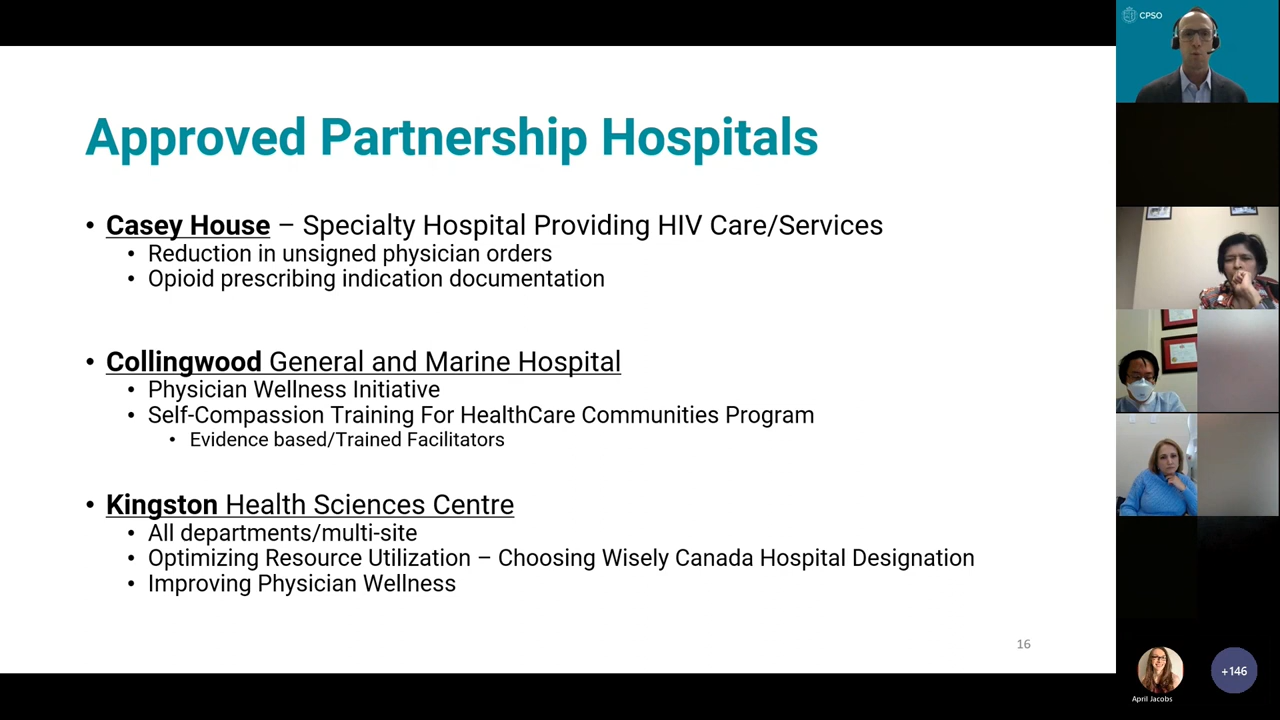 CPSO
Approved Partnership Hospitals
• Casey House – Specialty Hospital Providing HIV Care/Services
• Reduction in unsigned physician orders
• Opioid prescribing indication documentation
• Collingwood General and Marine Hospital
• Physician Wellness Initiative
• Self-Compassion Training For HealthCare Communities Program
• Evidence based/Trained Facilitators
• Kingston Health Sciences Centre
• All departments/multi-site
• Optimizing Resource Utilization – Choosing Wisely Canada Hospital Designation
• Improving Physician Wellness
16
April Jacobs
+146